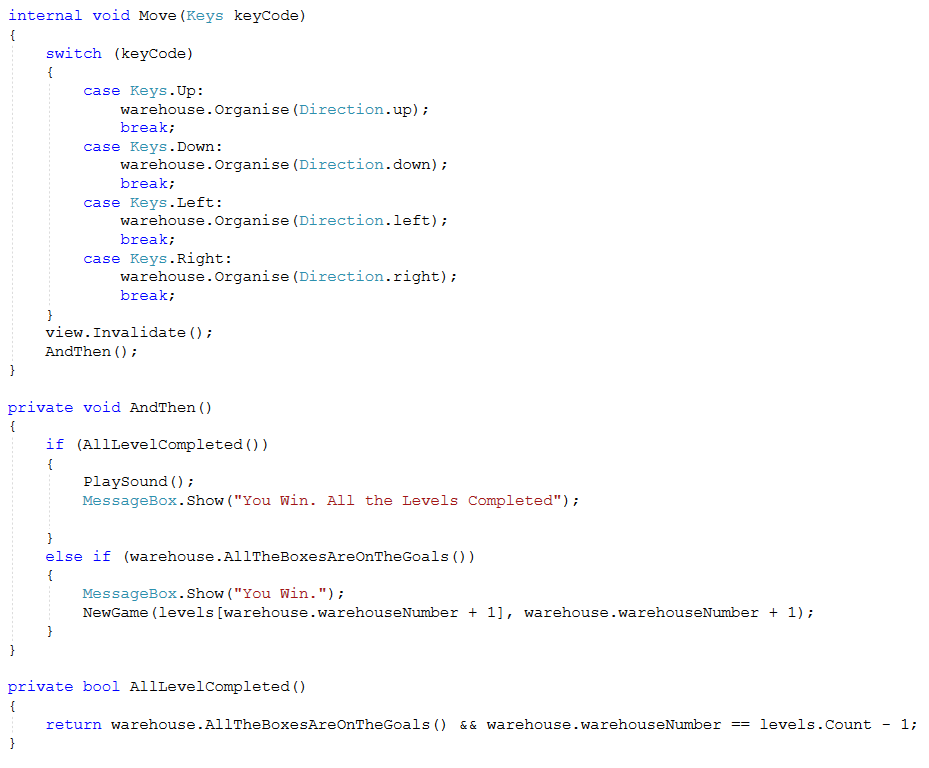 internal void Move(Keys keyCode)
{
    switch (keyCode)
    {
        case Keys.Up:
            warehouse.Organise(Direction.up);
            break;
        case Keys.Down:
            warehouse.Organise(Direction.down);
            break;
        case Keys.Left:
            warehouse.Organise(Direction.left);
            break;
        case Keys.Right:
            warehouse.Organise(Direction.right);
            break;
    }
    view.Invalidate();
    AndThen();
}

private void AndThen()
{
    if (AllLevelCompleted())
    {
        PlaySound();
        MessageBox.Show("You Win. All the Levels Completed");

    }
    else if (warehouse.AllTheBoxesAreOnTheGoals())
    {
        MessageBox.Show("You Win.");
        NewGame(levels[warehouse.warehouseNumber + 1], warehouse.warehouseNumber + 1);
    }
}

private bool AllLevelCompleted()
{
    return warehouse.AllTheBoxesAreOnTheGoals() && warehouse.warehouseNumber == levels.Count - 1;
}